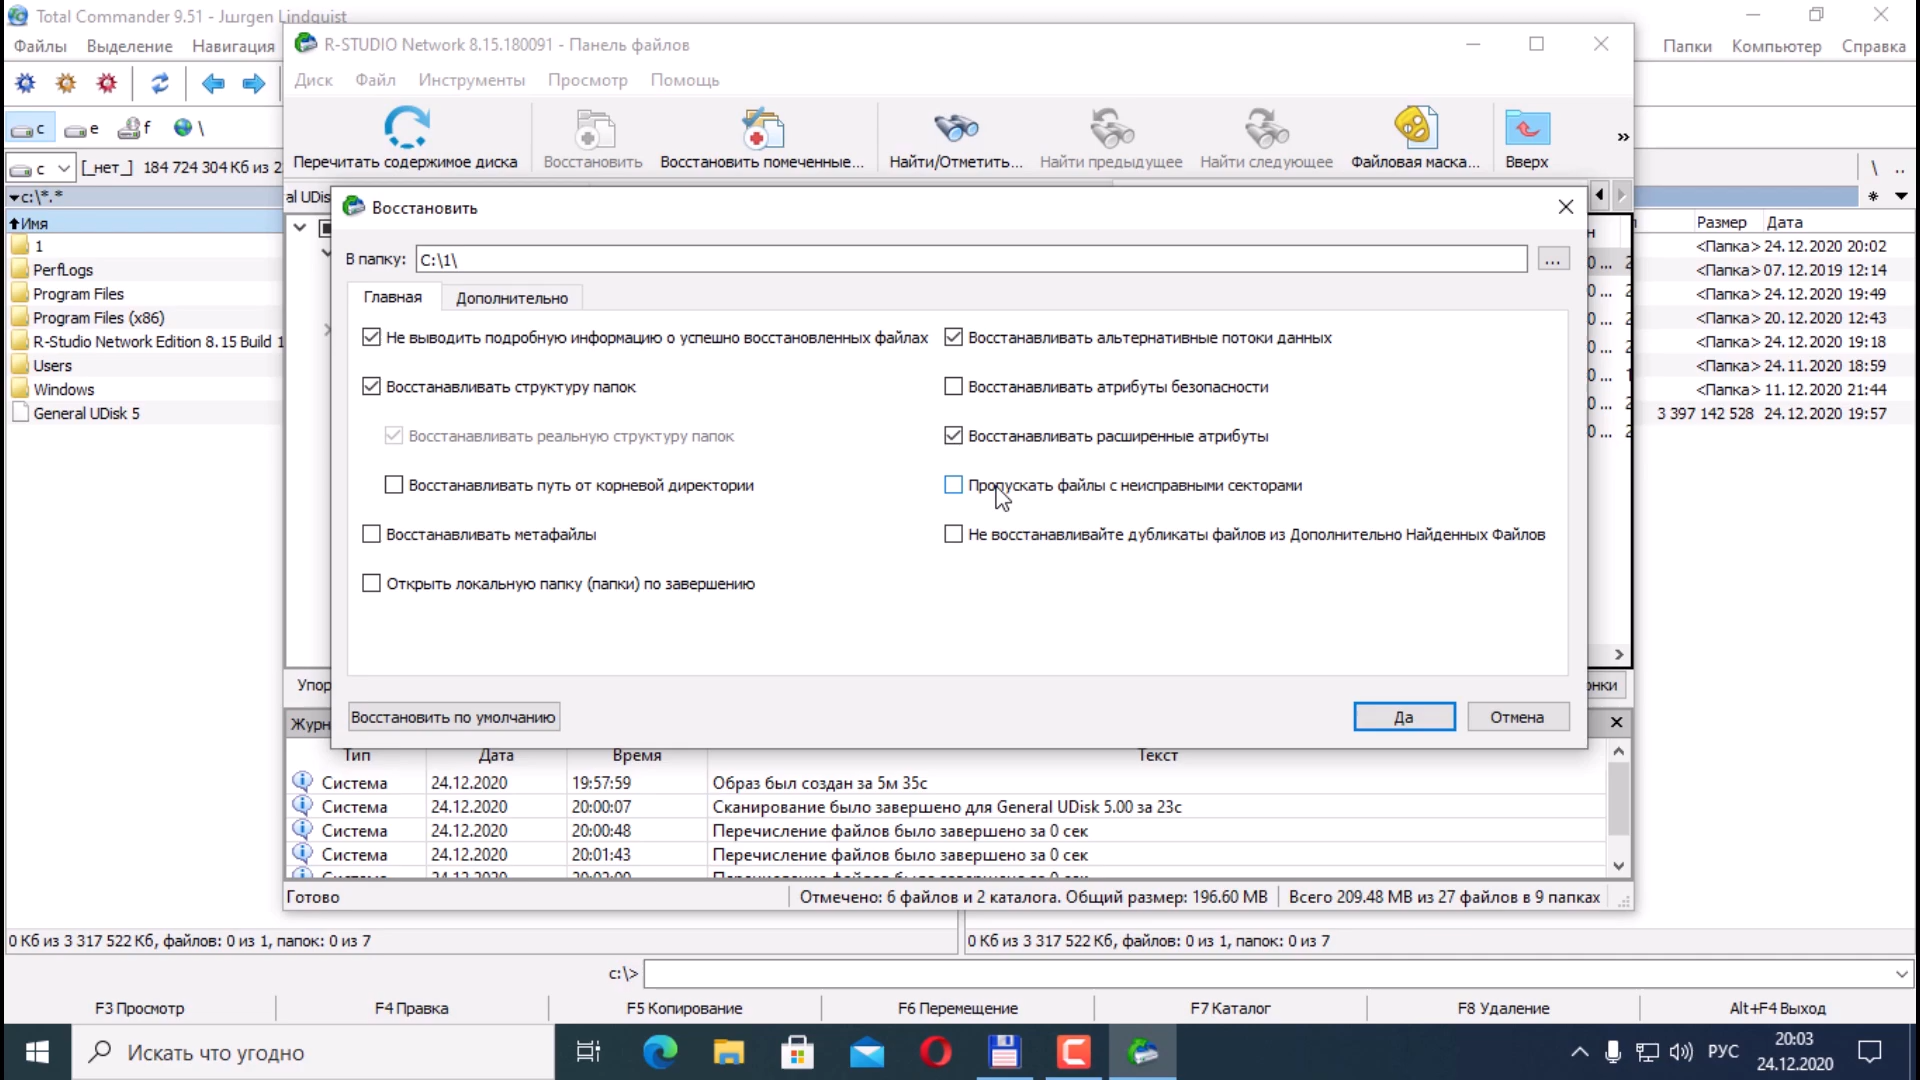 Total Commander 9.51 - Jшrgen Lindquist
Файлы Выделение Навигация
Папки Компьютер Справка
R-STUDIO Network 8.15.180091 - Панель файлов
Диск Файл Инструменты Просмотр Помощь
Перечитать содержимое диска
Восстановить
Восстановить помеченные...
Найти/Отметить...
Найти предыдущее
Найти следующее
Файловая маска...
Вверх
»
c e f \
c [_нет_] 184 724 304 Кб из 2
\ ..
c:\*.*
* 
Имя
Размер Дата
1
<Папка> 24.12.2020 20:02
PerfLogs
<Папка> 07.12.2019 12:14
Program Files
<Папка> 24.12.2020 19:49
Program Files (x86)
<Папка> 20.12.2020 12:43
R-Studio Network Edition 8.15 Build 1
<Папка> 24.12.2020 19:18
Users
<Папка> 24.11.2020 18:59
Windows
<Папка> 11.12.2020 21:44
General UDisk 5
3 397 142 528 24.12.2020 19:57
al UDis
Восстановить
В папку: C:\1\
...
Главная Дополнительно
Не выводить подробную информацию о успешно восстановленных файлах
Восстанавливать альтернативные потоки данных
Восстанавливать структуру папок
Восстанавливать атрибуты безопасности
Восстанавливать реальную структуру папок
Восстанавливать расширенные атрибуты
Восстанавливать путь от корневой директории
Пропускать файлы с неисправными секторами
Восстанавливать метафайлы
Не восстанавливайте дубликаты файлов из Дополнительно Найденных Файлов
Открыть локальную папку (папки) по завершению
Восстановить по умолчанию
Да
Отмена
Упор
онки
Журн
Тип Дата Время Текст
Система 24.12.2020 19:57:59 Образ был создан за 5м 35с
Система 24.12.2020 20:00:07 Сканирование было завершено для General UDisk 5.00 за 23с
Система 24.12.2020 20:00:48 Перечисление файлов было завершено за 0 сек
Система 24.12.2020 20:01:43 Перечисление файлов было завершено за 0 сек
Готово
Отмечено: 6 файлов и 2 каталога. Общий размер: 196.60 MB
Всего 209.48 MB из 27 файлов в 9 папках
0 Кб из 3 317 522 Кб, файлов: 0 из 1, папок: 0 из 7
0 Кб из 3 317 522 Кб, файлов: 0 из 1, папок: 0 из 7
c:\>
F3 Просмотр
F4 Правка
F5 Копирование
F6 Перемещение
F7 Каталог
F8 Удаление
Alt+F4 Выход
Искать что угодно
РУС
20:03
24.12.2020